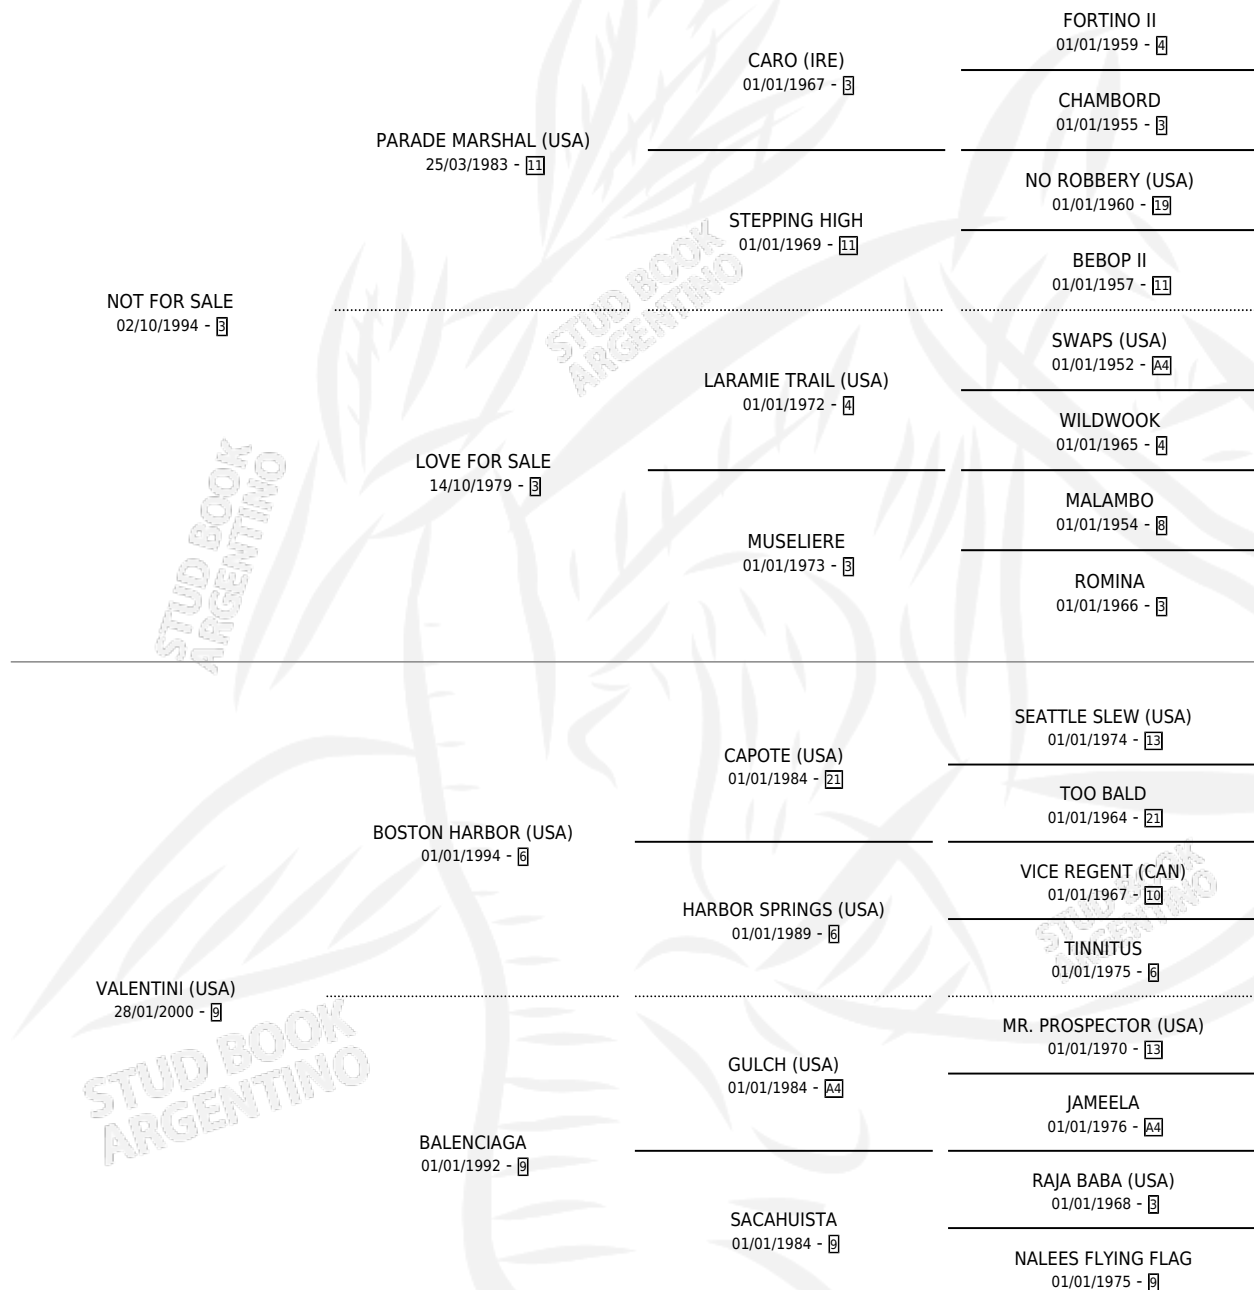 FORTINO II
01/01/1959 - 4
CARO (IRE)
01/01/1967 - 3
CHAMBORD
01/01/1955 - 3
PARADE MARSHAL (USA)
25/03/1983 - 11
NO ROBBERY (USA)
01/01/1960 - 19
STEPPING HIGH
01/01/1969 - 11
BEBOP II
01/01/1957 - 11
NOT FOR SALE
02/10/1994 - 3
SWAPS (USA)
01/01/1952 - A4
LARAMIE TRAIL (USA)
01/01/1972 - 4
WILDWOOK
01/01/1965 - 4
LOVE FOR SALE
14/10/1979 - 3
MALAMBO
01/01/1954 - 8
MUSELIERE
01/01/1973 - 3
ROMINA
01/01/1966 - 3
STUD BOOK
ARGENTINO
STUD BOOK
ARGENTINO
SEATTLE SLEW (USA)
01/01/1974 - 13
CAPOTE (USA)
01/01/1984 - 21
TOO BALD
01/01/1964 - 21
BOSTON HARBOR (USA)
01/01/1994 - 6
VICE REGENT (CAN)
01/01/1967 - 10
HARBOR SPRINGS (USA)
01/01/1989 - 6
TINNITUS
01/01/1975 - 6
STUD BOOK
ARGENTINO
VALENTINI (USA)
28/01/2000 - 9
MR. PROSPECTOR (USA)
01/01/1970 - 13
GULCH (USA)
01/01/1984 - A4
JAMEELA
01/01/1976 - A4
STUD BOOK
ARGENTINO
BALENCIAGA
01/01/1992 - 9
RAJA BABA (USA)
01/01/1968 - 3
SACAHUISTA
01/01/1984 - 9
NALEES FLYING FLAG
01/01/1975 - 9